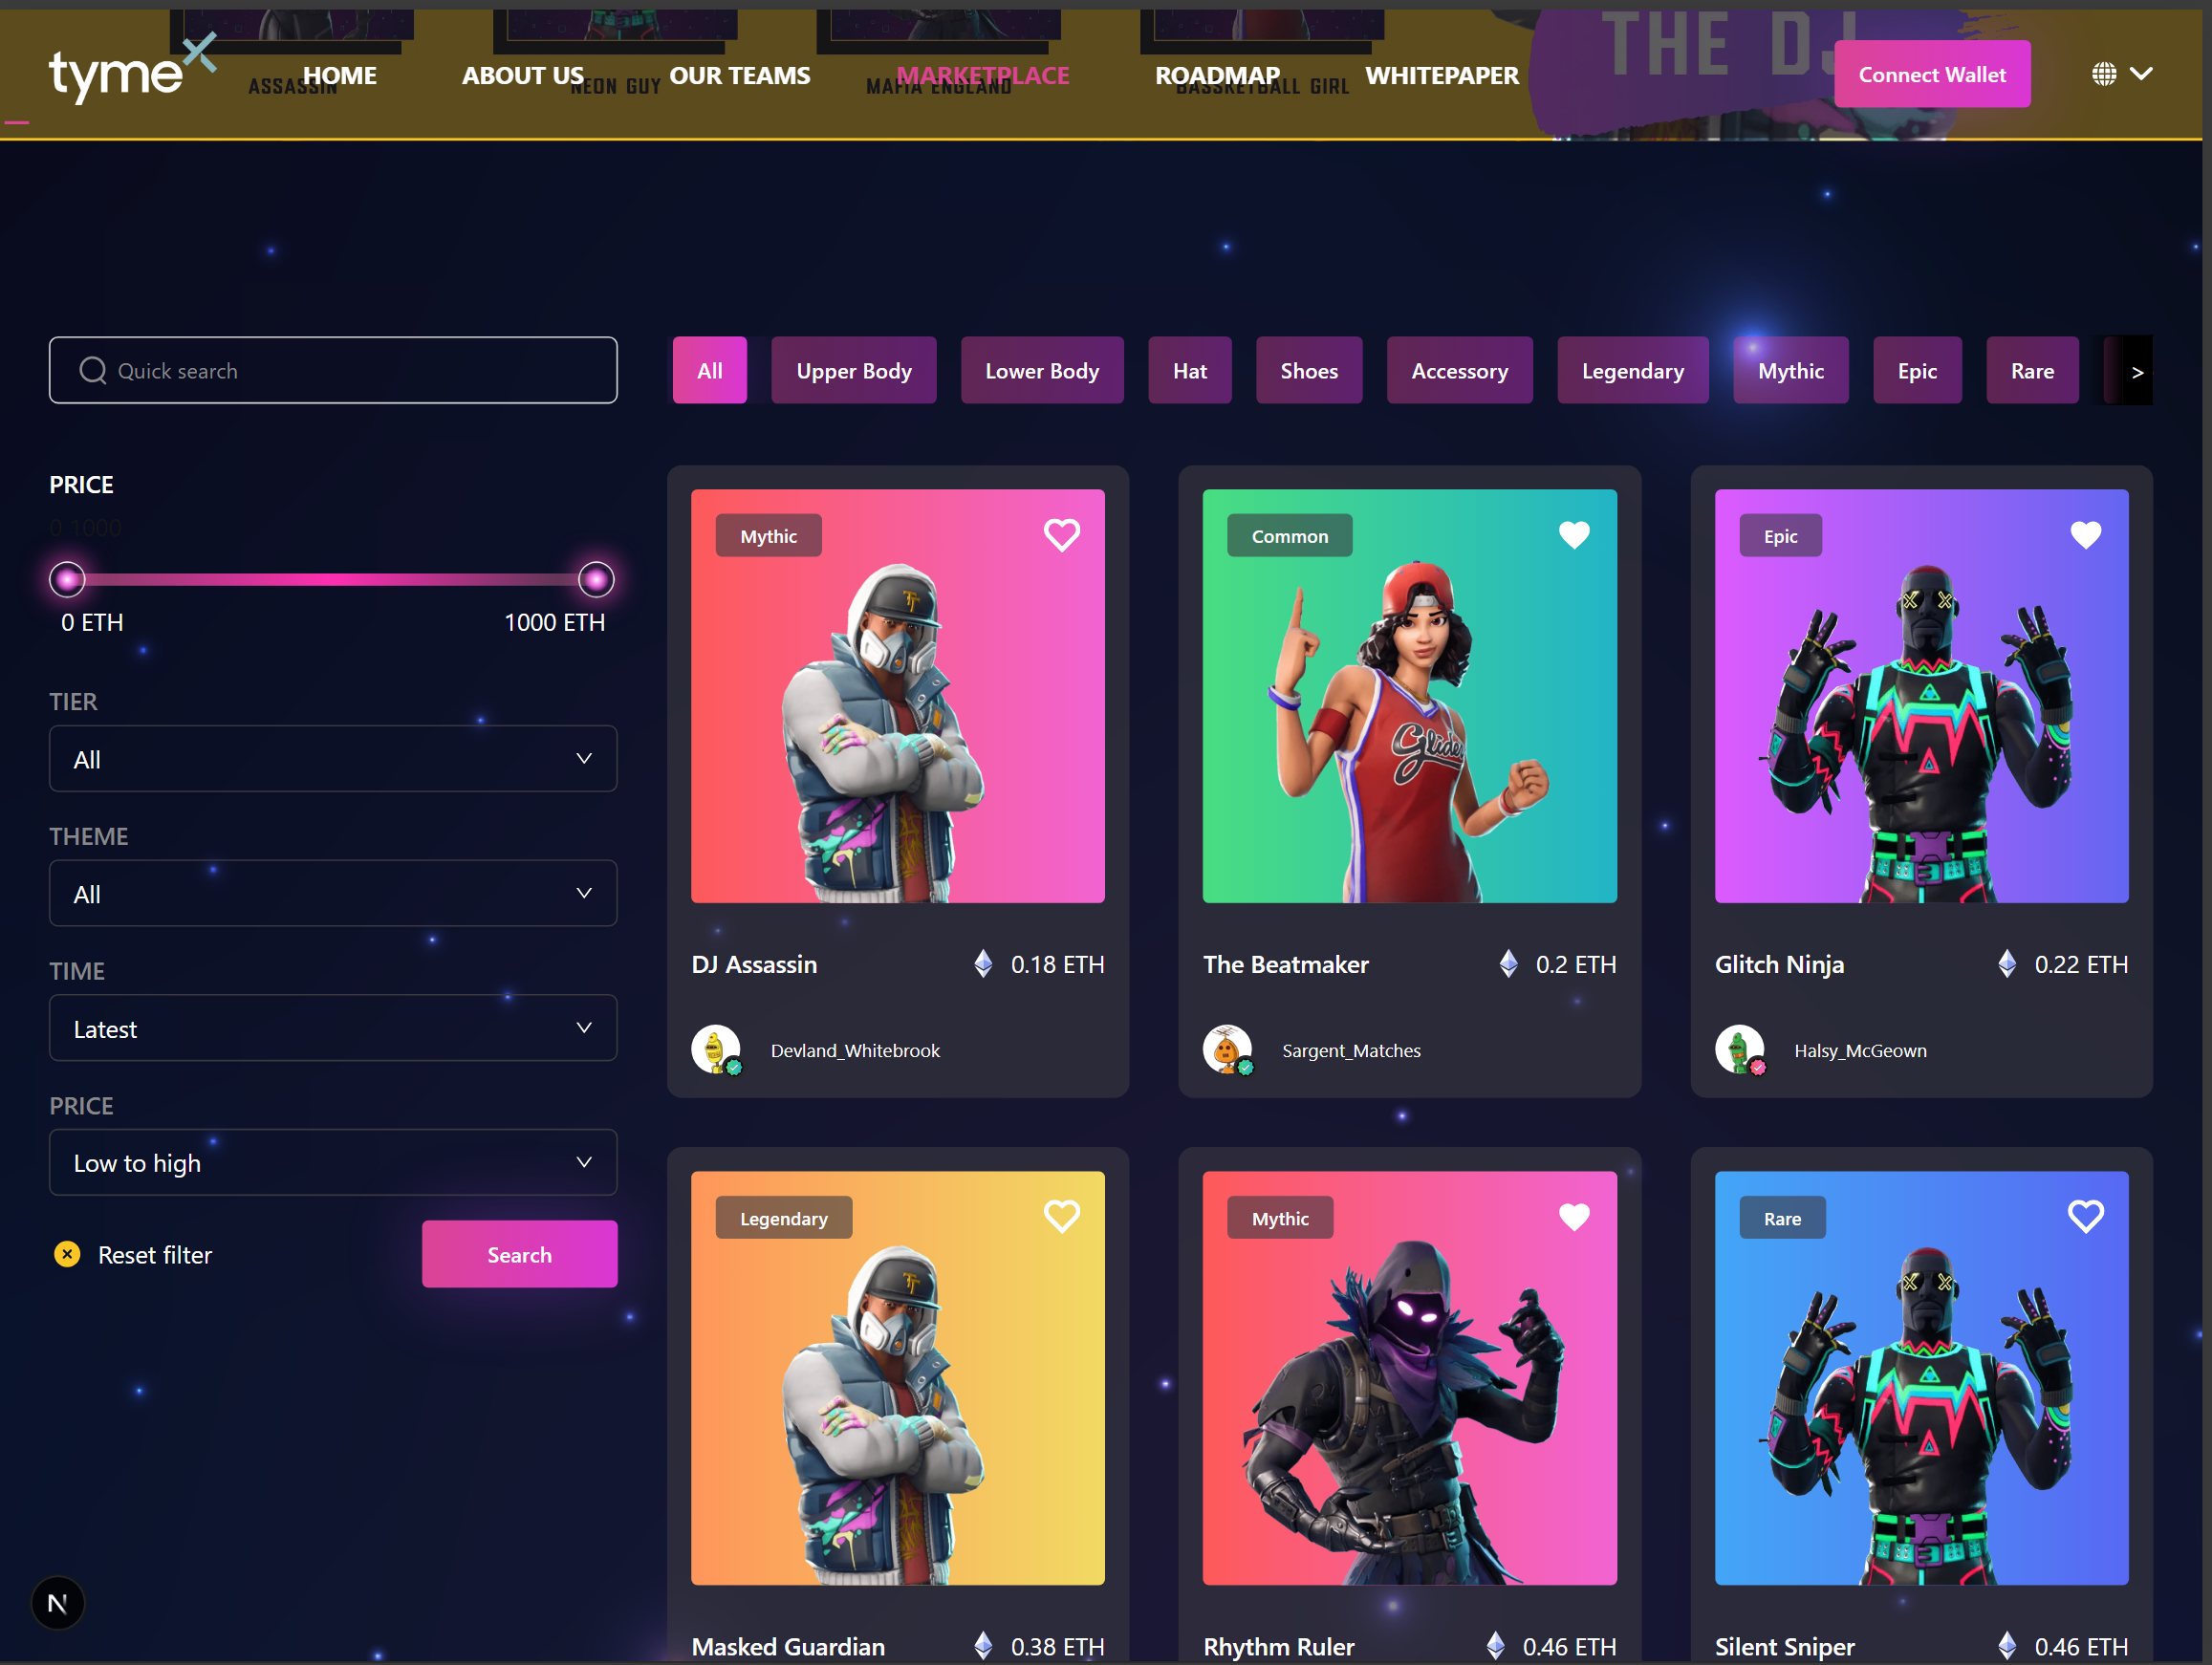 THE DJ
tymeX
HOME ABOUT US OUR TEAMS MARKETPLACE ROADMAP WHITEPAPER Connect Wallet
ASSASSIN NEON GUY MAFIA ENGLAND BASSKETBALL GIRL
Quick search
All Upper Body Lower Body Hat Shoes Accessory Legendary Mythic Epic Rare >
PRICE
0 1000
0 ETH 1000 ETH
TIER
All
THEME
All
TIME
Latest
PRICE
Low to high
Reset filter Search
Mythic
DJ Assassin 0.18 ETH
Devland_Whitebrook
Common
Glider
The Beatmaker 0.2 ETH
Sargent_Matches
Epic
Glitch Ninja 0.22 ETH
Halsy_McGeown
Legendary
Masked Guardian 0.38 ETH
Mythic
Rhythm Ruler 0.46 ETH
Rare
Silent Sniper 0.46 ETH
N